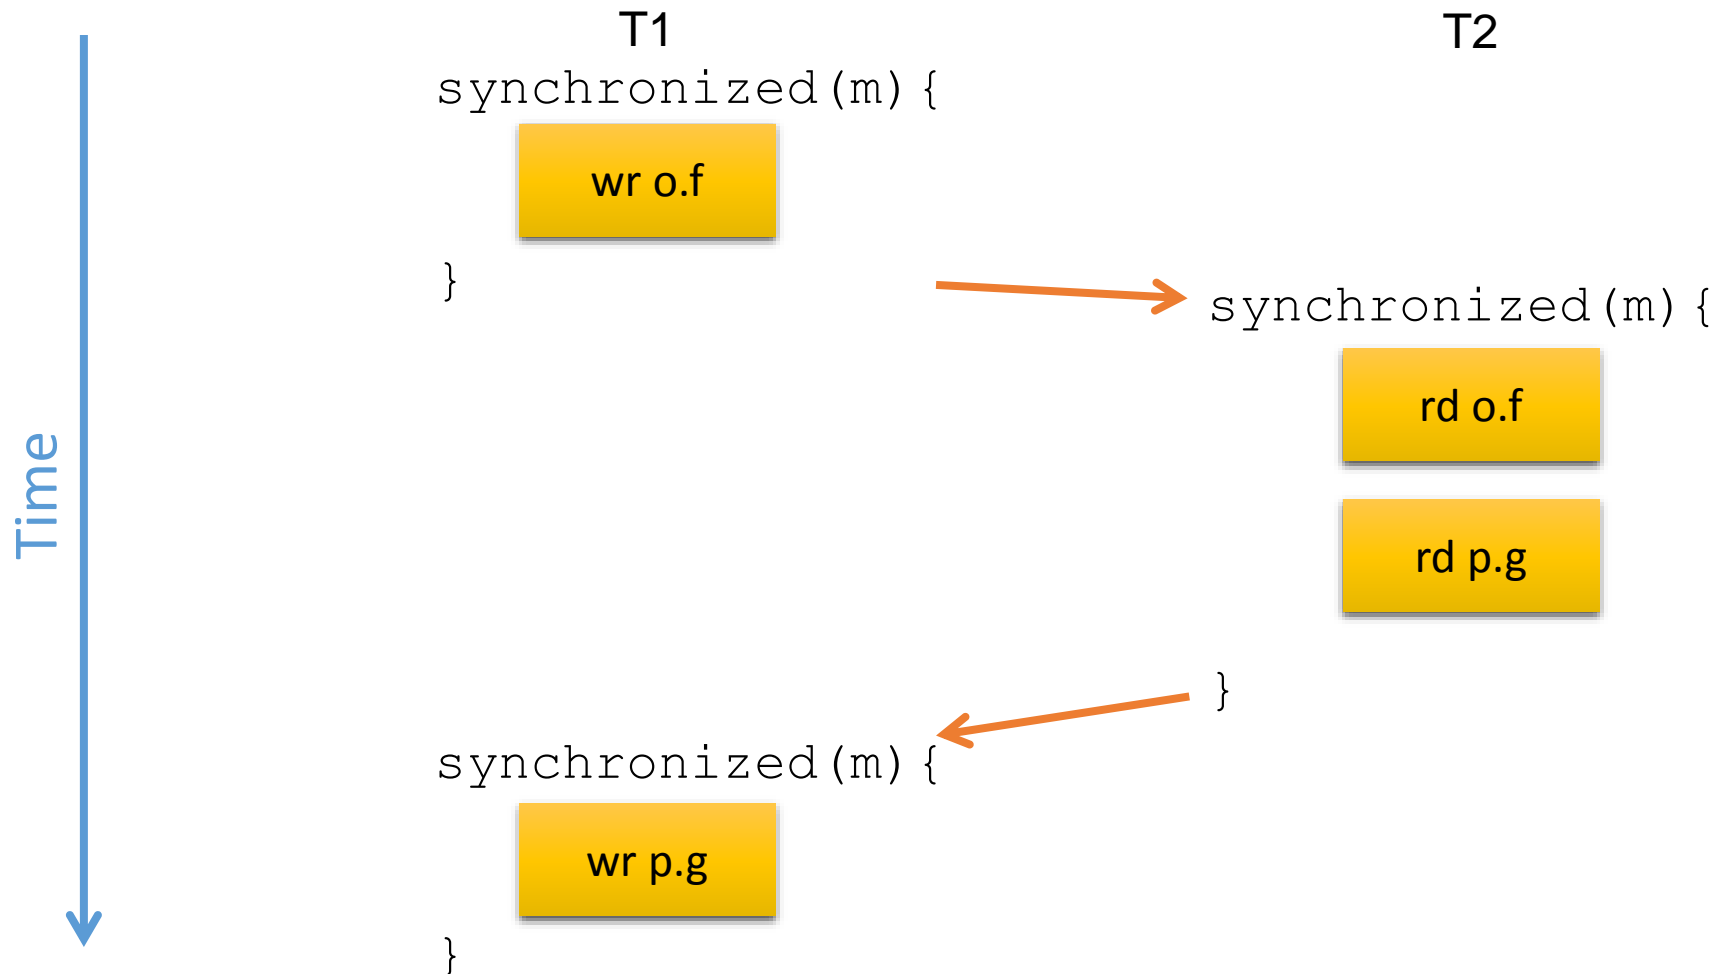 T1
T2
synchronized(m){
wr o.f
}
synchronized(m){
rd o.f
rd p.g
}
synchronized(m){
wr p.g
}
Time